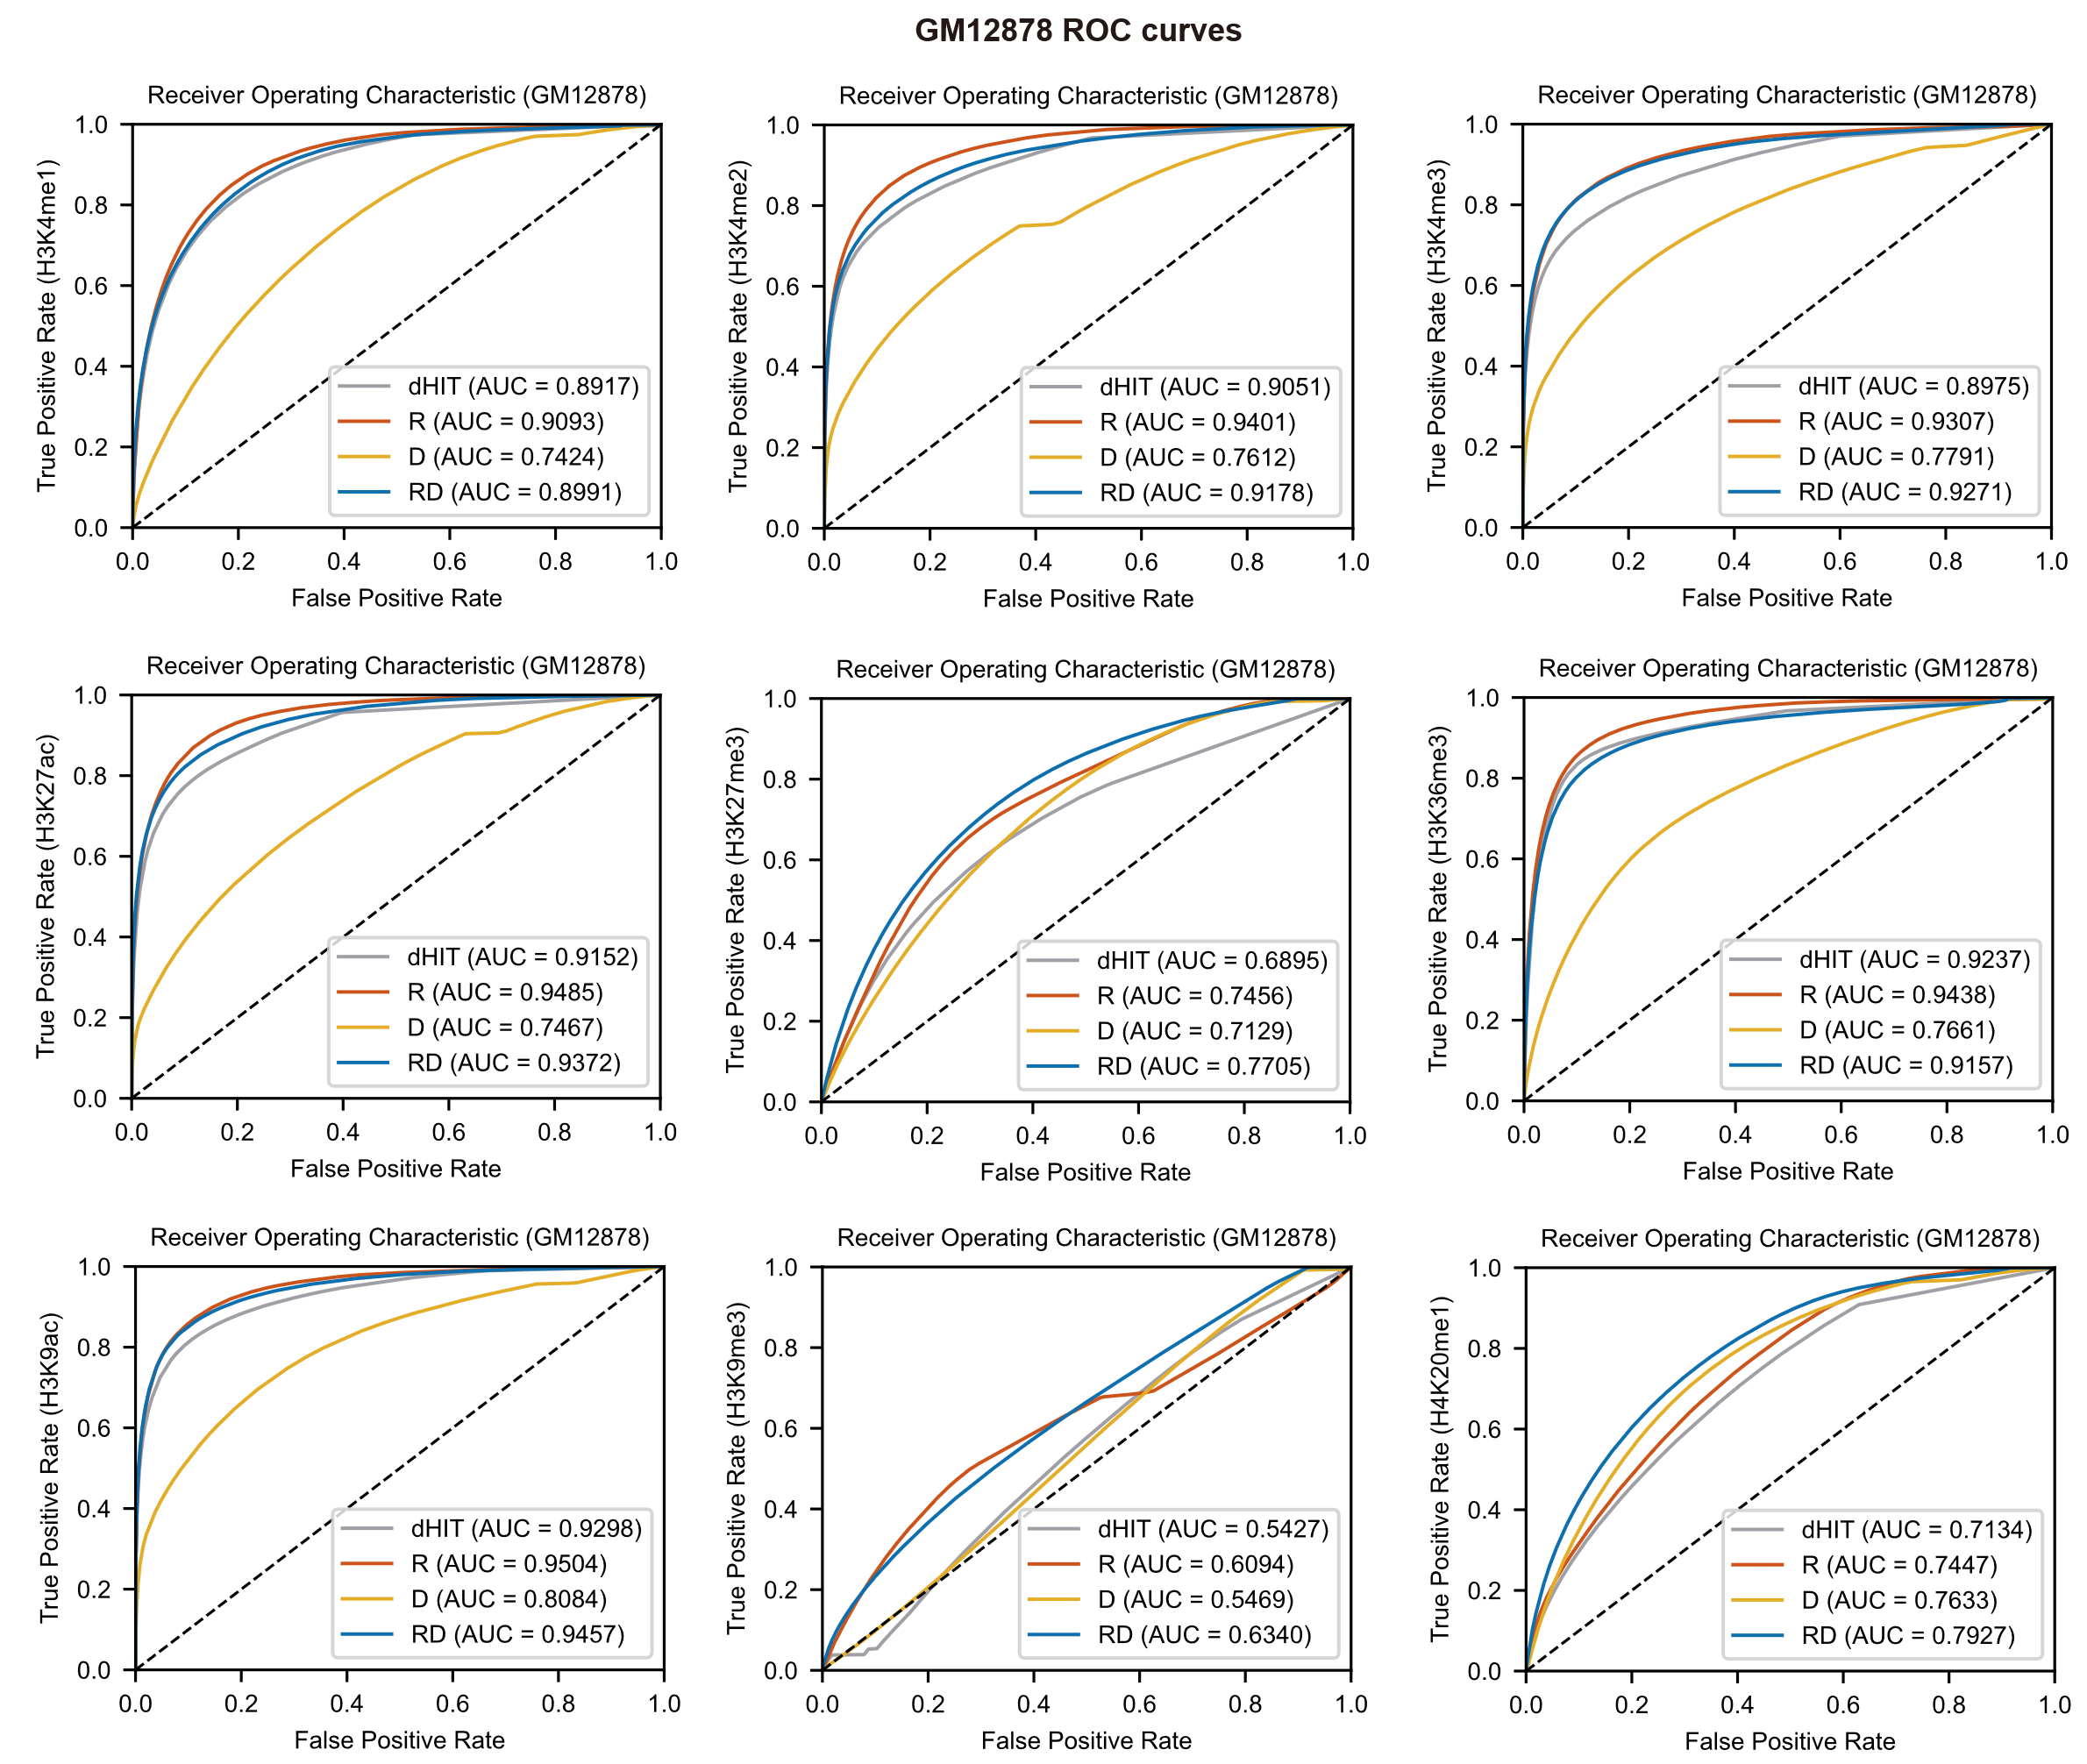 GM12878 ROC curves
Receiver Operating Characteristic (GM12878)
True Positive Rate (H3K4me1)
1.0
0.8
0.6
0.4
0.2
0.0
dHIT (AUC = 0.8917)
R (AUC = 0.9093)
D (AUC = 0.7424)
RD (AUC = 0.8991)
0.0 0.2 0.4 0.6 0.8 1.0
False Positive Rate
Receiver Operating Characteristic (GM12878)
True Positive Rate (H3K4me2)
1.0
0.8
0.6
0.4
0.2
0.0
dHIT (AUC = 0.9051)
R (AUC = 0.9401)
D (AUC = 0.7612)
RD (AUC = 0.9178)
0.0 0.2 0.4 0.6 0.8 1.0
False Positive Rate
Receiver Operating Characteristic (GM12878)
True Positive Rate (H3K4me3)
1.0
0.8
0.6
0.4
0.2
0.0
dHIT (AUC = 0.8975)
R (AUC = 0.9307)
D (AUC = 0.7791)
RD (AUC = 0.9271)
0.0 0.2 0.4 0.6 0.8 1.0
False Positive Rate
Receiver Operating Characteristic (GM12878)
True Positive Rate (H3K27ac)
1.0
0.8
0.6
0.4
0.2
0.0
dHIT (AUC = 0.9152)
R (AUC = 0.9485)
D (AUC = 0.7467)
RD (AUC = 0.9372)
0.0 0.2 0.4 0.6 0.8 1.0
False Positive Rate
Receiver Operating Characteristic (GM12878)
True Positive Rate (H3K27me3)
1.0
0.8
0.6
0.4
0.2
0.0
dHIT (AUC = 0.6895)
R (AUC = 0.7456)
D (AUC = 0.7129)
RD (AUC = 0.7705)
0.0 0.2 0.4 0.6 0.8 1.0
False Positive Rate
Receiver Operating Characteristic (GM12878)
True Positive Rate (H3K36me3)
1.0
0.8
0.6
0.4
0.2
0.0
dHIT (AUC = 0.9237)
R (AUC = 0.9438)
D (AUC = 0.7661)
RD (AUC = 0.9157)
0.0 0.2 0.4 0.6 0.8 1.0
False Positive Rate
Receiver Operating Characteristic (GM12878)
True Positive Rate (H3K9ac)
1.0
0.8
0.6
0.4
0.2
0.0
dHIT (AUC = 0.9298)
R (AUC = 0.9504)
D (AUC = 0.8084)
RD (AUC = 0.9457)
0.0 0.2 0.4 0.6 0.8 1.0
False Positive Rate
Receiver Operating Characteristic (GM12878)
True Positive Rate (H3K9me3)
1.0
0.8
0.6
0.4
0.2
0.0
dHIT (AUC = 0.5427)
R (AUC = 0.6094)
D (AUC = 0.5469)
RD (AUC = 0.6340)
0.0 0.2 0.4 0.6 0.8 1.0
False Positive Rate
Receiver Operating Characteristic (GM12878)
True Positive Rate (H4K20me1)
1.0
0.8
0.6
0.4
0.2
0.0
dHIT (AUC = 0.7134)
R (AUC = 0.7447)
D (AUC = 0.7633)
RD (AUC = 0.7927)
0.0 0.2 0.4 0.6 0.8 1.0
False Positive Rate